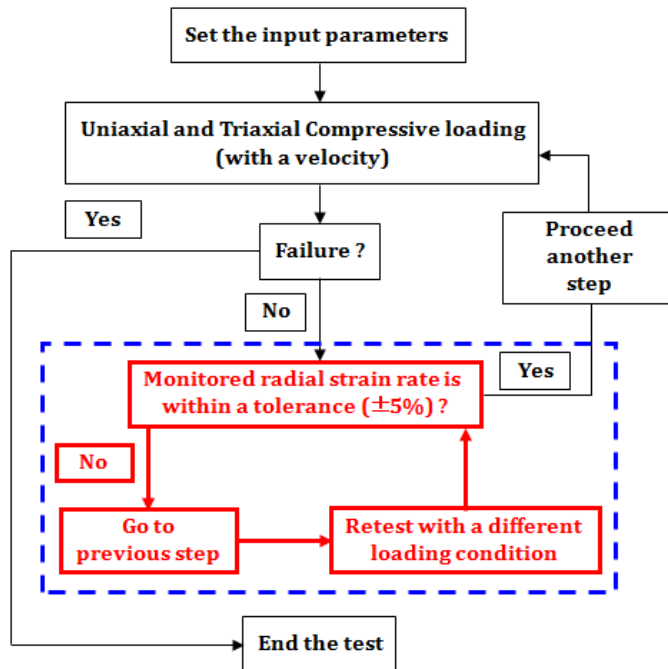 Set the input parameters
Uniaxial and Triaxial Compressive loading
(with a velocity)
Yes
Failure ?
Proceed
another
step
No
Monitored radial strain rate is
within a tolerance (±5%) ?
Yes
No
Go to
previous step
Retest with a different
loading condition
End the test